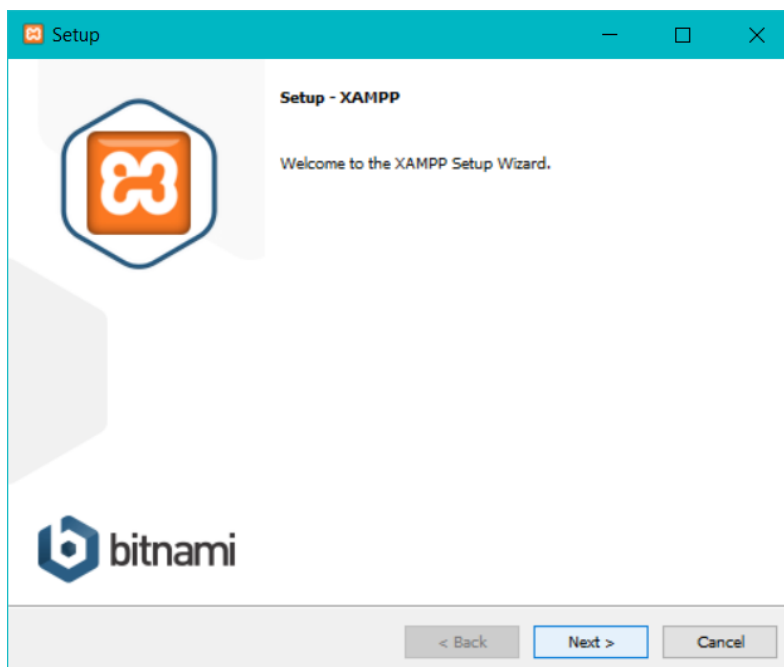 Setup
Setup - XAMPP
Welcome to the XAMPP Setup Wizard.
bitnami
< Back
Next >
Cancel